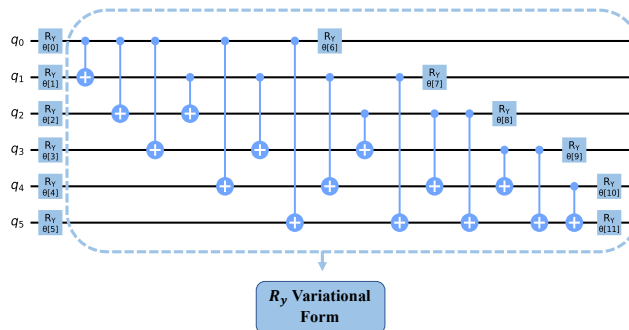 q0 RY θ[0] RY θ[6]
q1 RY θ[1] RY θ[7]
q2 RY θ[2] RY θ[8]
q3 RY θ[3] RY θ[9]
q4 RY θ[4] RY θ[10]
q5 RY θ[5] RY θ[11]
Ry Variational
Form